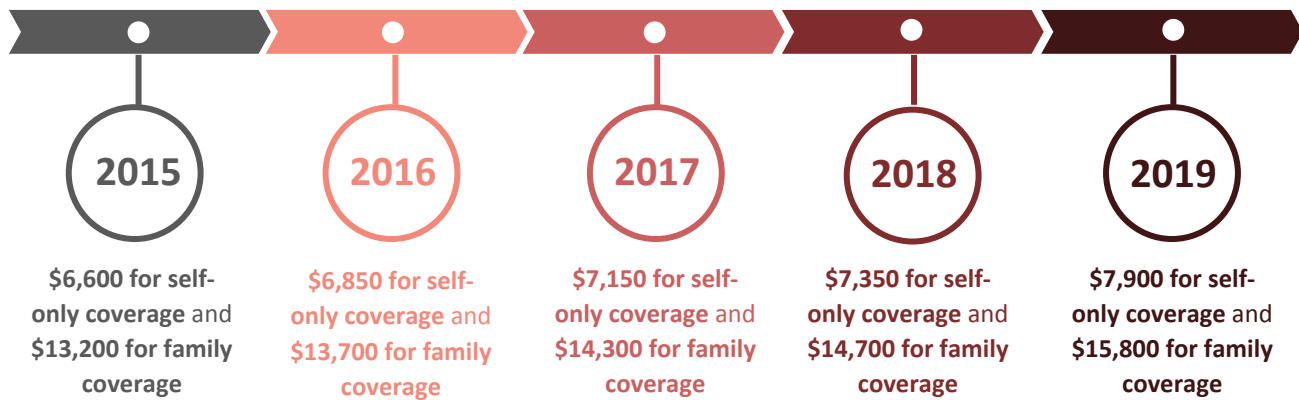 2015
$6,600 for self-
only coverage and
$13,200 for family
coverage
2016
$6,850 for self-
only coverage and
$13,700 for family
coverage
2017
$7,150 for self-
only coverage and
$14,300 for family
coverage
2018
$7,350 for self-
only coverage and
$14,700 for family
coverage
2019
$7,900 for self-
only coverage and
$15,800 for family
coverage